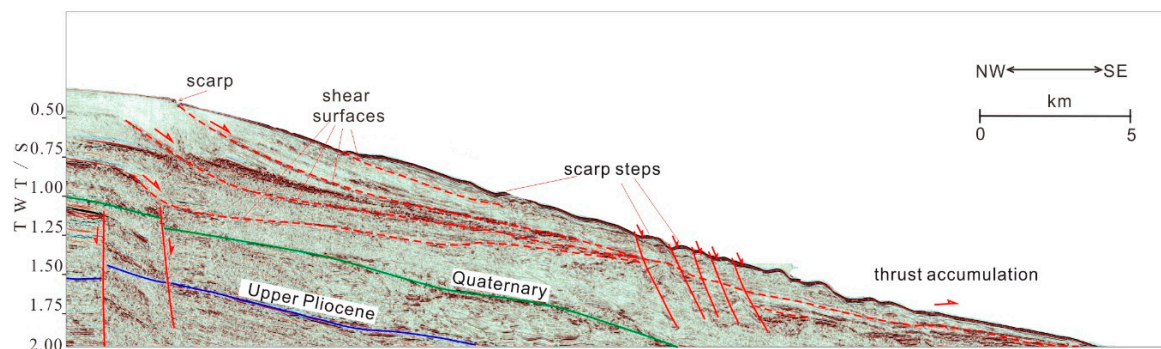 scarp
shear
surfaces
NW
SE
km
0
5
0.50
0.75
1.00
1.25
1.50
1.75
2.00
TWT/S
scarp steps
thrust accumulation
Quaternary
Upper Pliocene